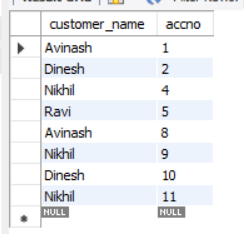 customer_name accno
Avinash 1
Dinesh 2
Nikhil 4
Ravi 5
Avinash 8
Nikhil 9
Dinesh 10
Nikhil 11
NULL NULL